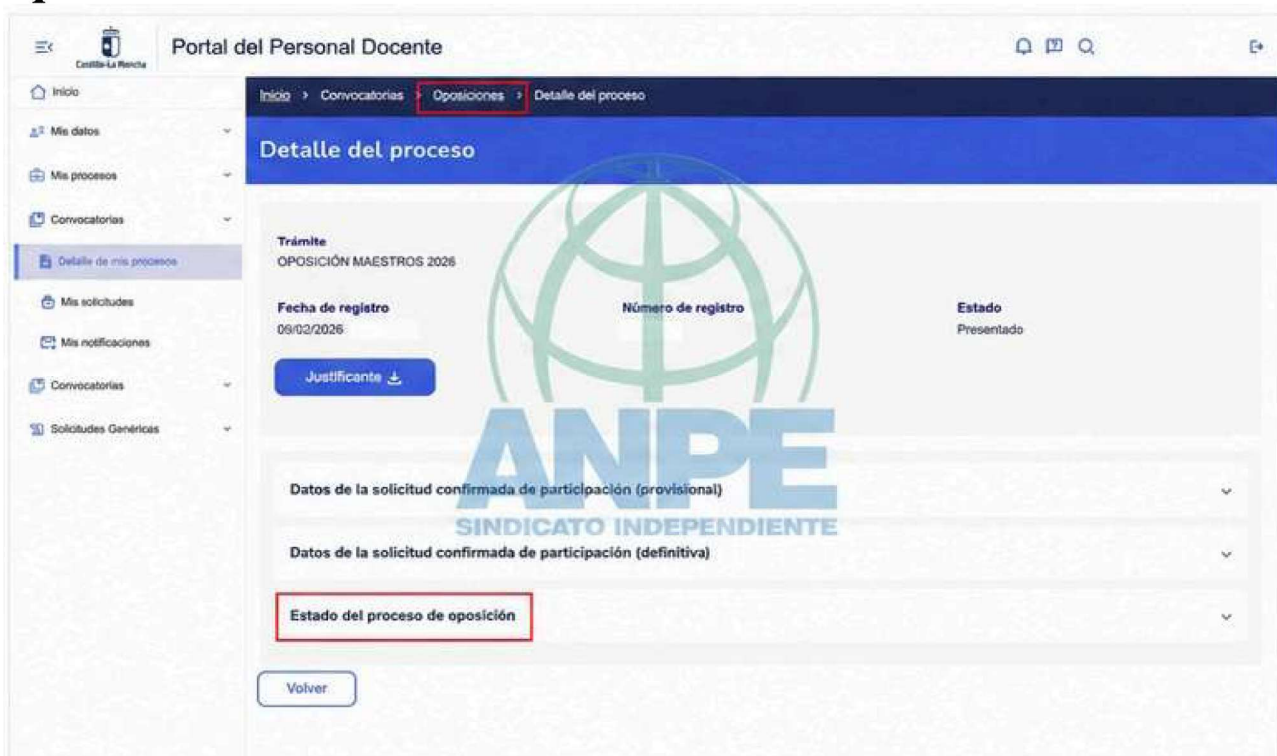 Castilla-La Mancha
Portal del Personal Docente
Inicio
Mis datos
Mis procesos
Convocatorias
Detalle de mis procesos
Mis solicitudes
Mis notificaciones
Convocatorias
Solicitudes Genéricas
Inicio > Convocatorias > Oposiciones > Detalle del proceso
Detalle del proceso
Trámite
OPOSICIÓN MAESTROS 2026
Fecha de registro
09/02/2026
Número de registro
Estado
Presentado
Justificante
ANPE
SINDICATO INDEPENDIENTE
Datos de la solicitud confirmada de participación (provisional)
Datos de la solicitud confirmada de participación (definitiva)
Estado del proceso de oposición
Volver